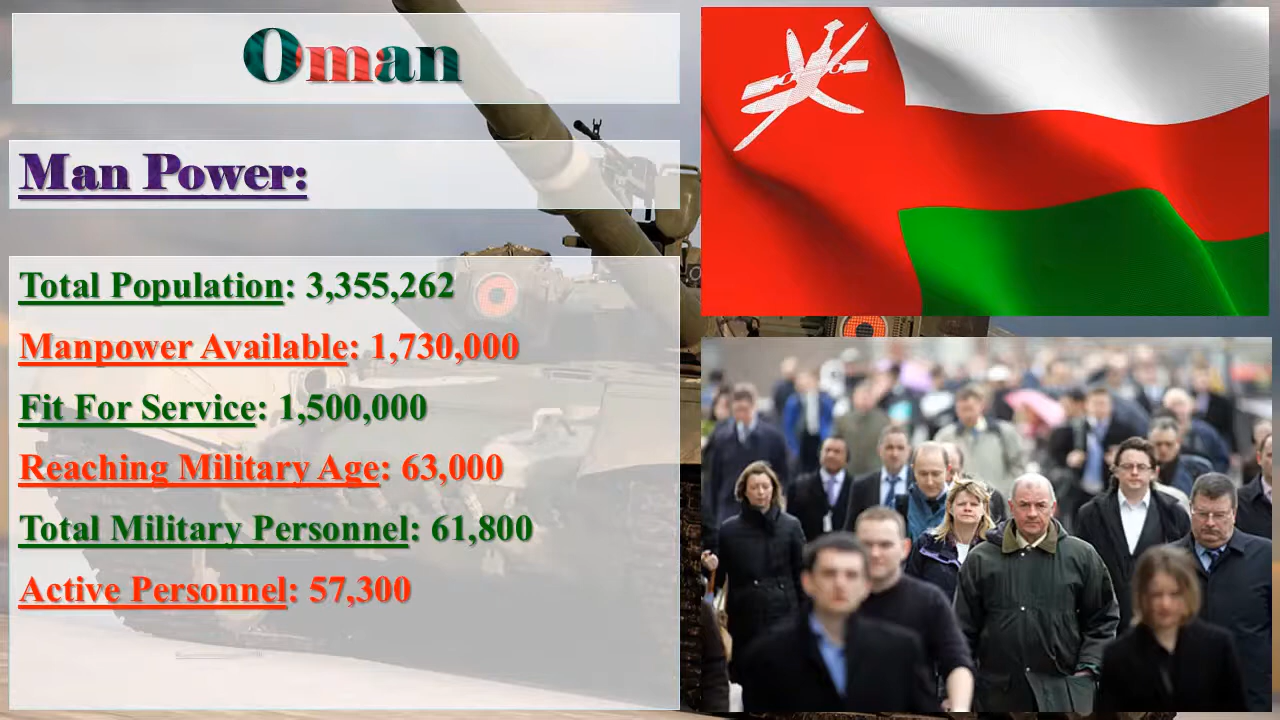 Oman
Man Power:
Total Population: 3,355,262
Manpower Available: 1,730,000
Fit For Service: 1,500,000
Reaching Military Age: 63,000
Total Military Personnel: 61,800
Active Personnel: 57,300